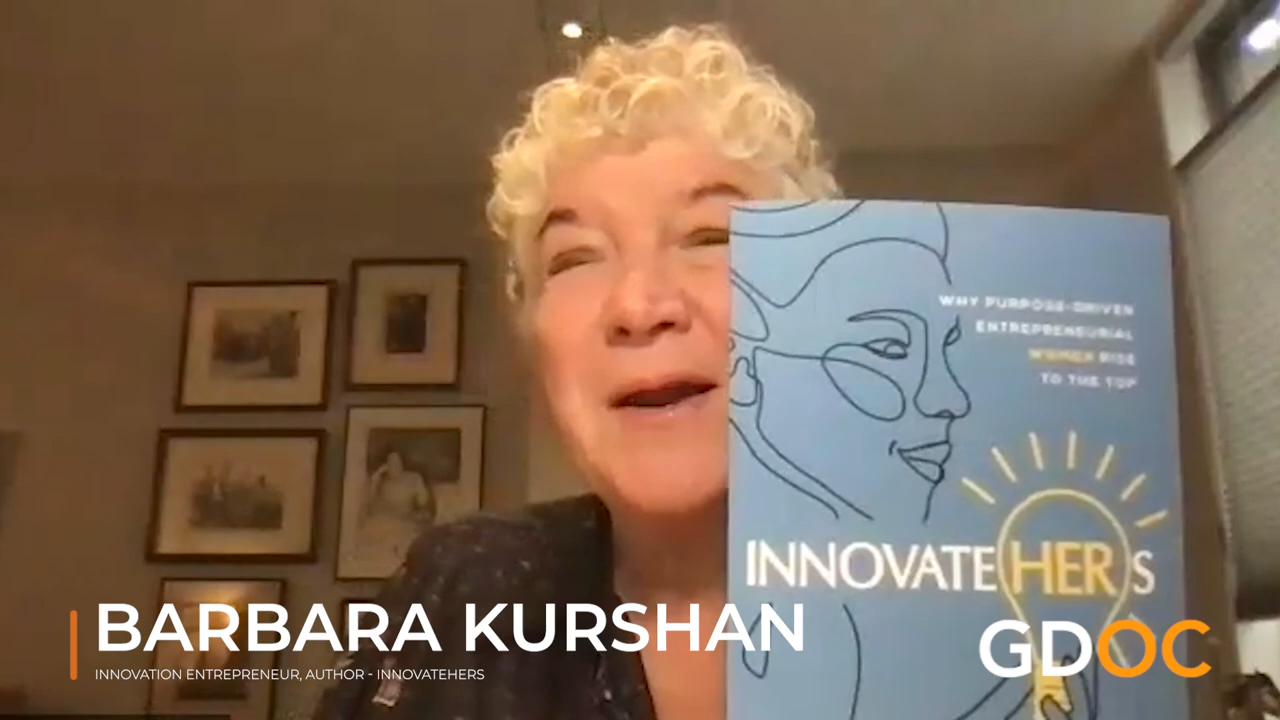 WHY PURPOSE-DRIVEN
ENTREPRENEURIAL
WOMEN RISE
TO THE TOP
INNOVATEHERS
BARBARA KURSHAN
INNOVATION ENTREPRENEUR, AUTHOR - INNOVATEHERS
GDOC